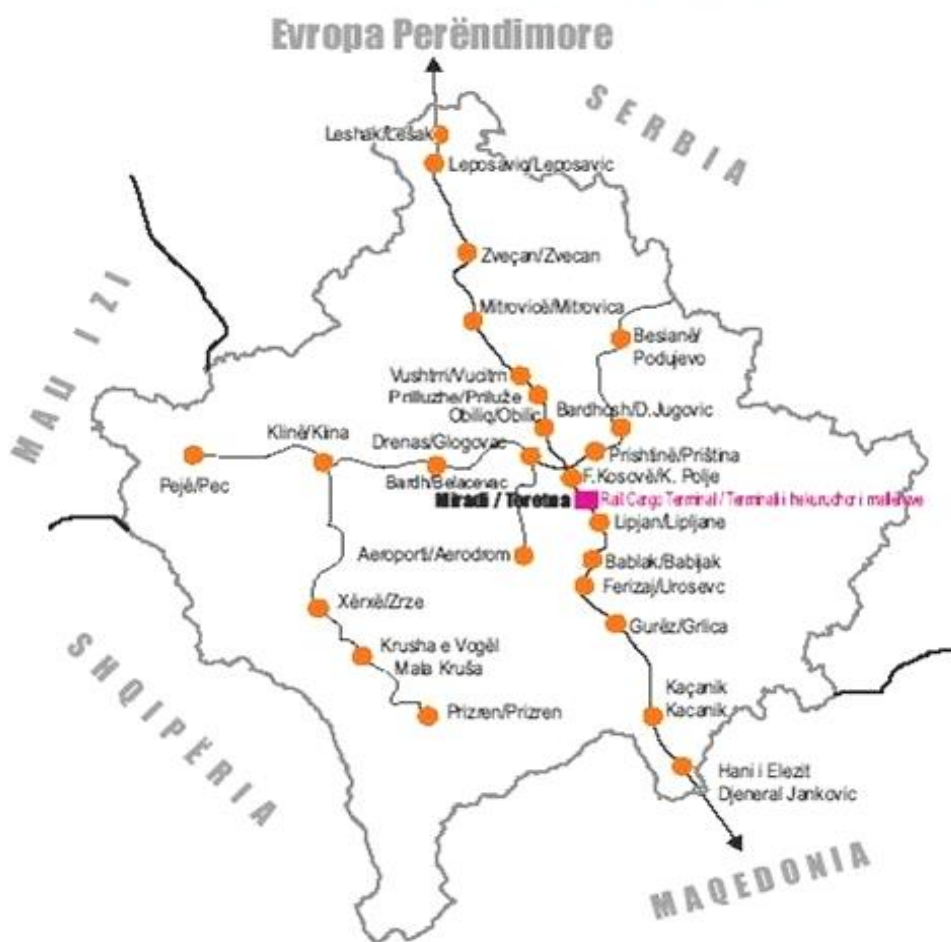 Evropa Perëndimore
SERBIA
Leshak/Lešak
Leposaviq/Leposavic
Zveçan/Zvecan
MALI I ZI
Mitrovicë/Mitrovica
Besianë/
Podujevo
Vushtrri/Vucitrn
Prilluzhe/Priluže
Obiliq/Obilic
Bardhosh/D.Jugovic
Klinë/Klina
Drenas/Glogovac
Prishtinë/Priština
Pejë/Pec
Bardh/Belacevac
F.Kosovë/K. Polje
Miradi / Teretna
Rail Cargo Terminal / Terminali hekurudhor i mallrave
Lipjan/Lipljane
Aeroporti/Aerodrom
Bablak/Babljak
Ferizaj/Urosevc
Xërxë/Zrze
Gurëz/Grlica
Krusha e Vogël
Mala Kruša
SHQIPËRIA
Kaçanik
Kacanik
Prizren/Prizren
Hani i Elezit
Djeneral Jankovic
MAQEDONIA